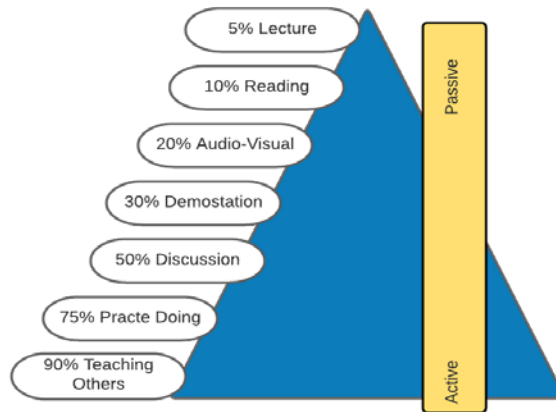 5% Lecture
10% Reading
20% Audio-Visual
30% Demostation
50% Discussion
75% Practe Doing
90% Teaching
Others
Passive
Active